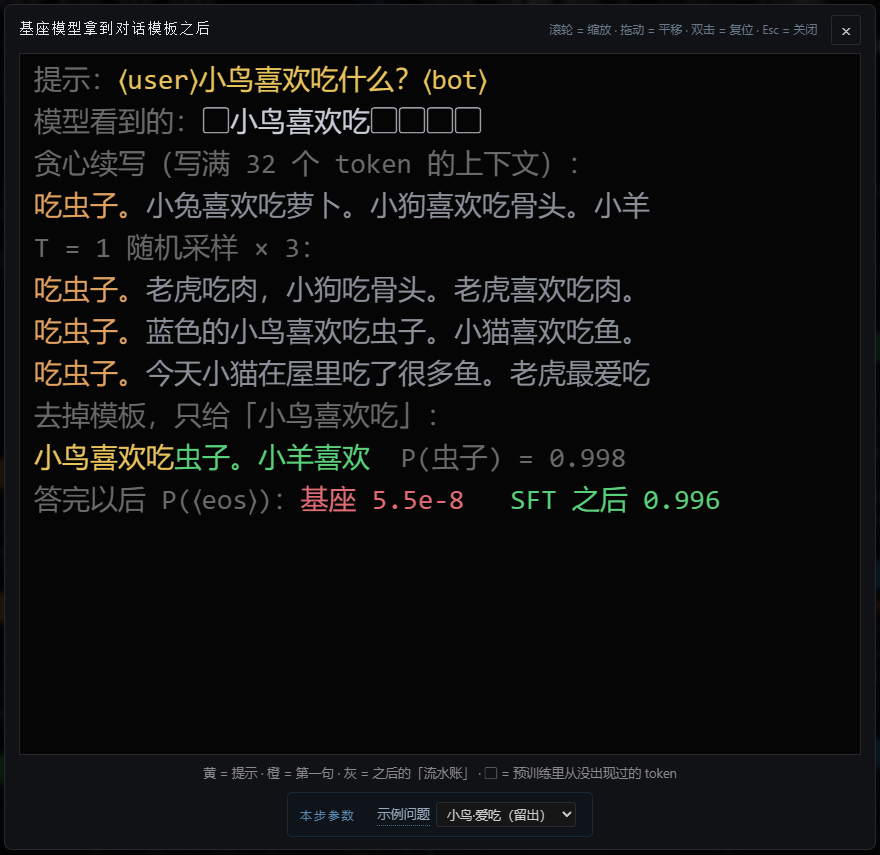 基座模型拿到对话模板之后
滚轮 = 缩放 · 拖动 = 平移 · 双击 = 复位 · Esc = 关闭
×
提示: ⟨user⟩小鸟喜欢吃什么？⟨bot⟩
模型看到的: □小鸟喜欢吃□□□□
贪心续写（写满 32 个 token 的上下文）:
吃虫子。小兔喜欢吃萝卜。小狗喜欢吃骨头。小羊
T = 1 随机采样 × 3:
吃虫子。老虎吃肉，小狗吃骨头。老虎喜欢吃肉。
吃虫子。蓝色的小鸟喜欢吃虫子。小猫喜欢吃鱼。
吃虫子。今天小猫在屋里吃了很多鱼。老虎最爱吃
去掉模板，只给「小鸟喜欢吃」:
小鸟喜欢吃虫子。小羊喜欢 P(虫子) = 0.998
答完以后 P(⟨eos⟩): 基座 5.5e-8 SFT 之后 0.996
黄 = 提示 · 橙 = 第一句 · 灰 = 之后的「流水账」 · □ = 预训练里从没出现过的 token
本步参数 示例问题 小鸟·爱吃（留出）